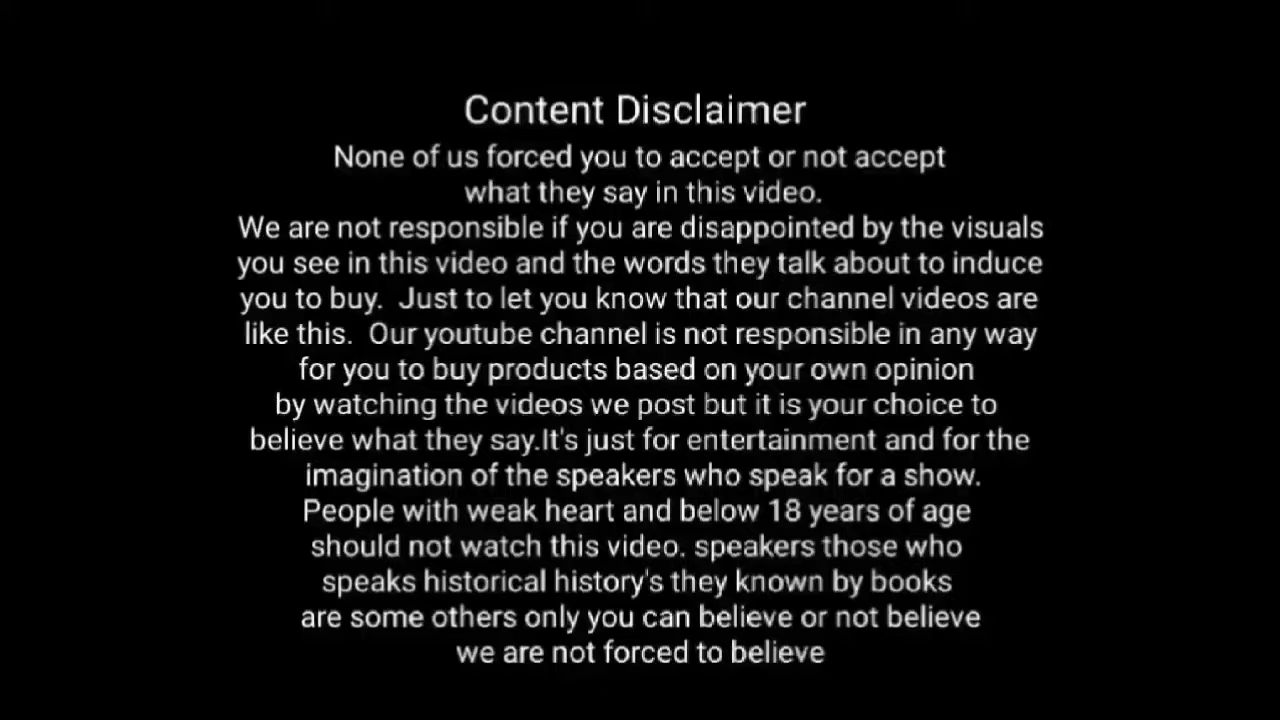 Content Disclaimer
None of us forced you to accept or not accept
what they say in this video.
We are not responsible if you are disappointed by the visuals
you see in this video and the words they talk about to induce
you to buy.  Just to let you know that our channel videos are
like this.  Our youtube channel is not responsible in any way
for you to buy products based on your own opinion
by watching the videos we post but it is your choice to
believe what they say.It's just for entertainment and for the
imagination of the speakers who speak for a show.
People with weak heart and below 18 years of age
should not watch this video. speakers those who
speaks historical history's they known by books
are some others only you can believe or not believe
we are not forced to believe